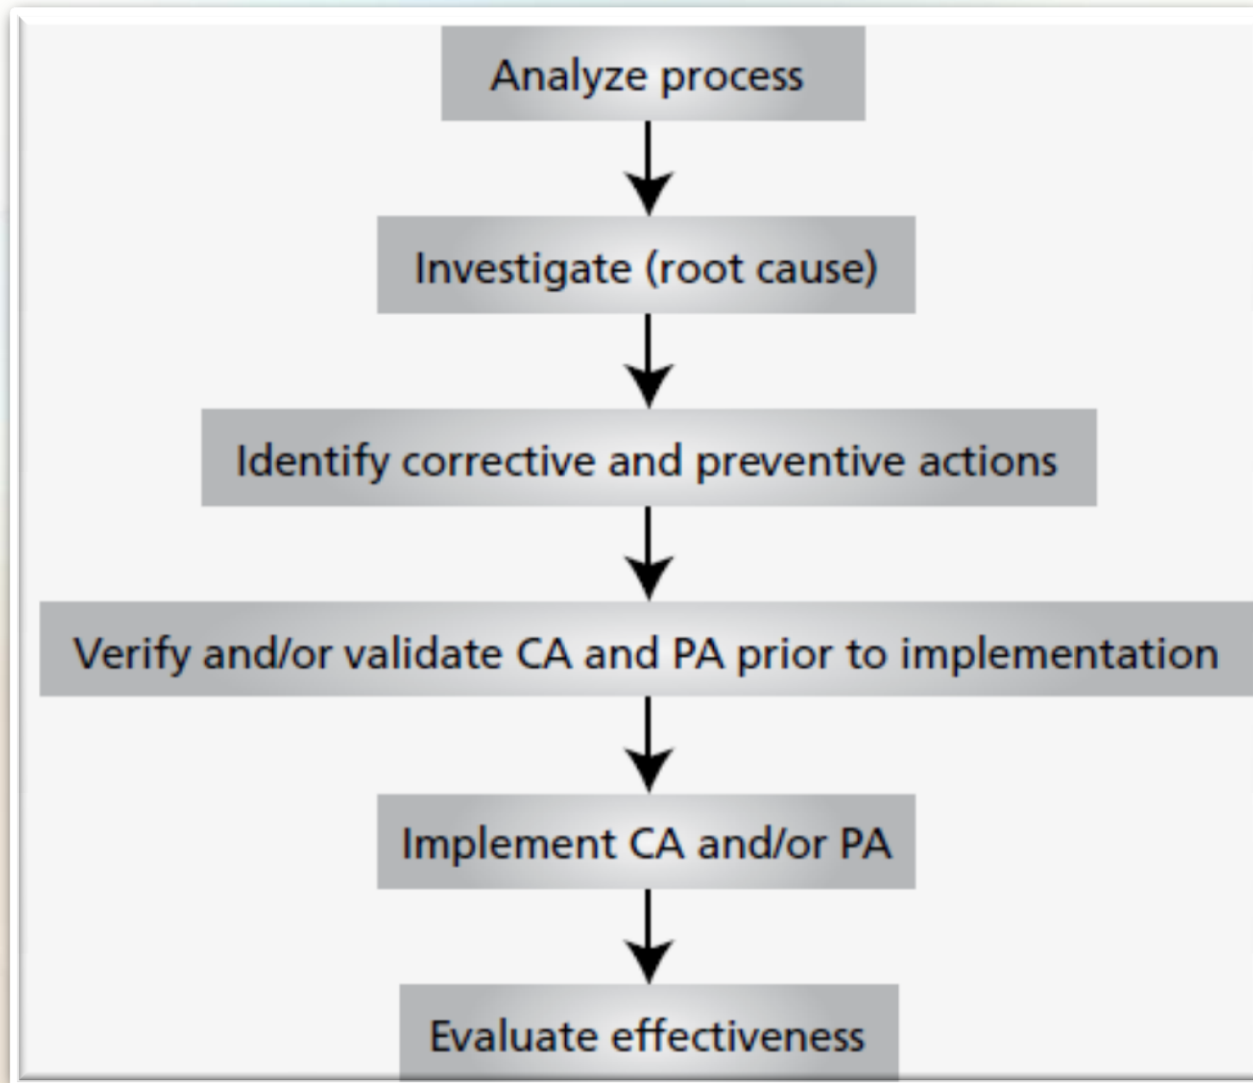 Analyze process
Investigate (root cause)
Identify corrective and preventive actions
Verify and/or validate CA and PA prior to implementation
Implement CA and/or PA
Evaluate effectiveness